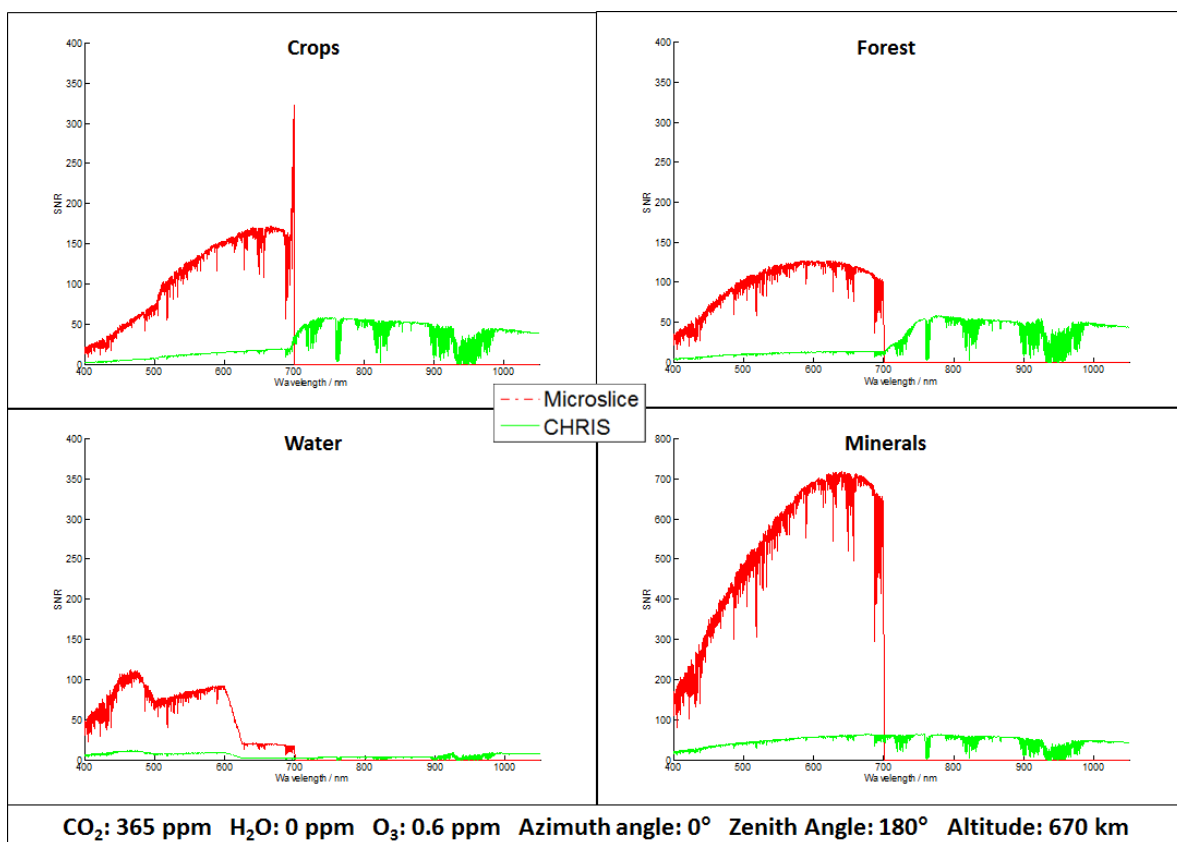 Crops
400
350
300
250
200
150
100
50
0
SNR
400 500 600 700 800 900 1000
Wavelength / nm
Forest
400
350
300
250
200
150
100
50
0
SNR
400 500 600 700 800 900 1000
Wavelength / nm
Microslice
CHRIS
Water
400
350
300
250
200
150
100
50
0
SNR
400 500 600 700 800 900 1000
Wavelength / nm
Minerals
800
700
600
500
400
300
200
100
0
SNR
400 500 600 700 800 900 1000
Wavelength / nm
CO₂: 365 ppm H₂O: 0 ppm O₃: 0.6 ppm Azimuth angle: 0° Zenith Angle: 180° Altitude: 670 km